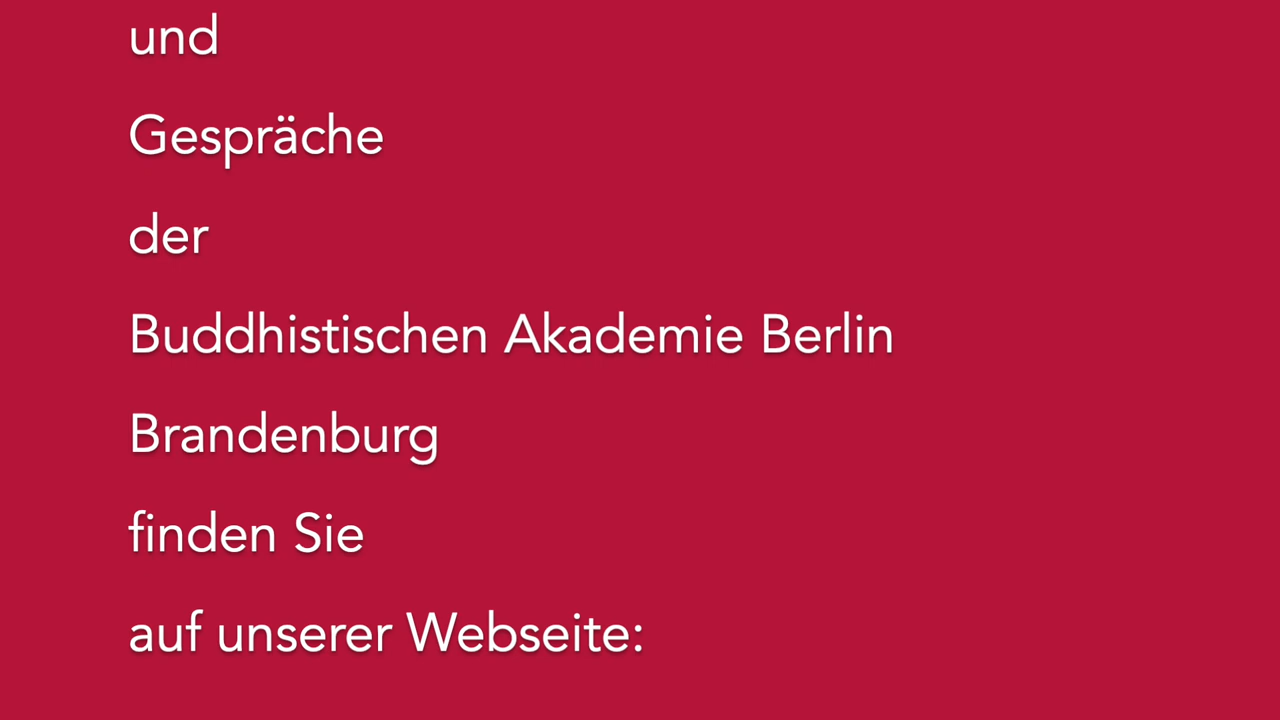 und
Gespräche
der
Buddhistischen Akademie Berlin
Brandenburg
finden Sie
auf unserer Webseite: